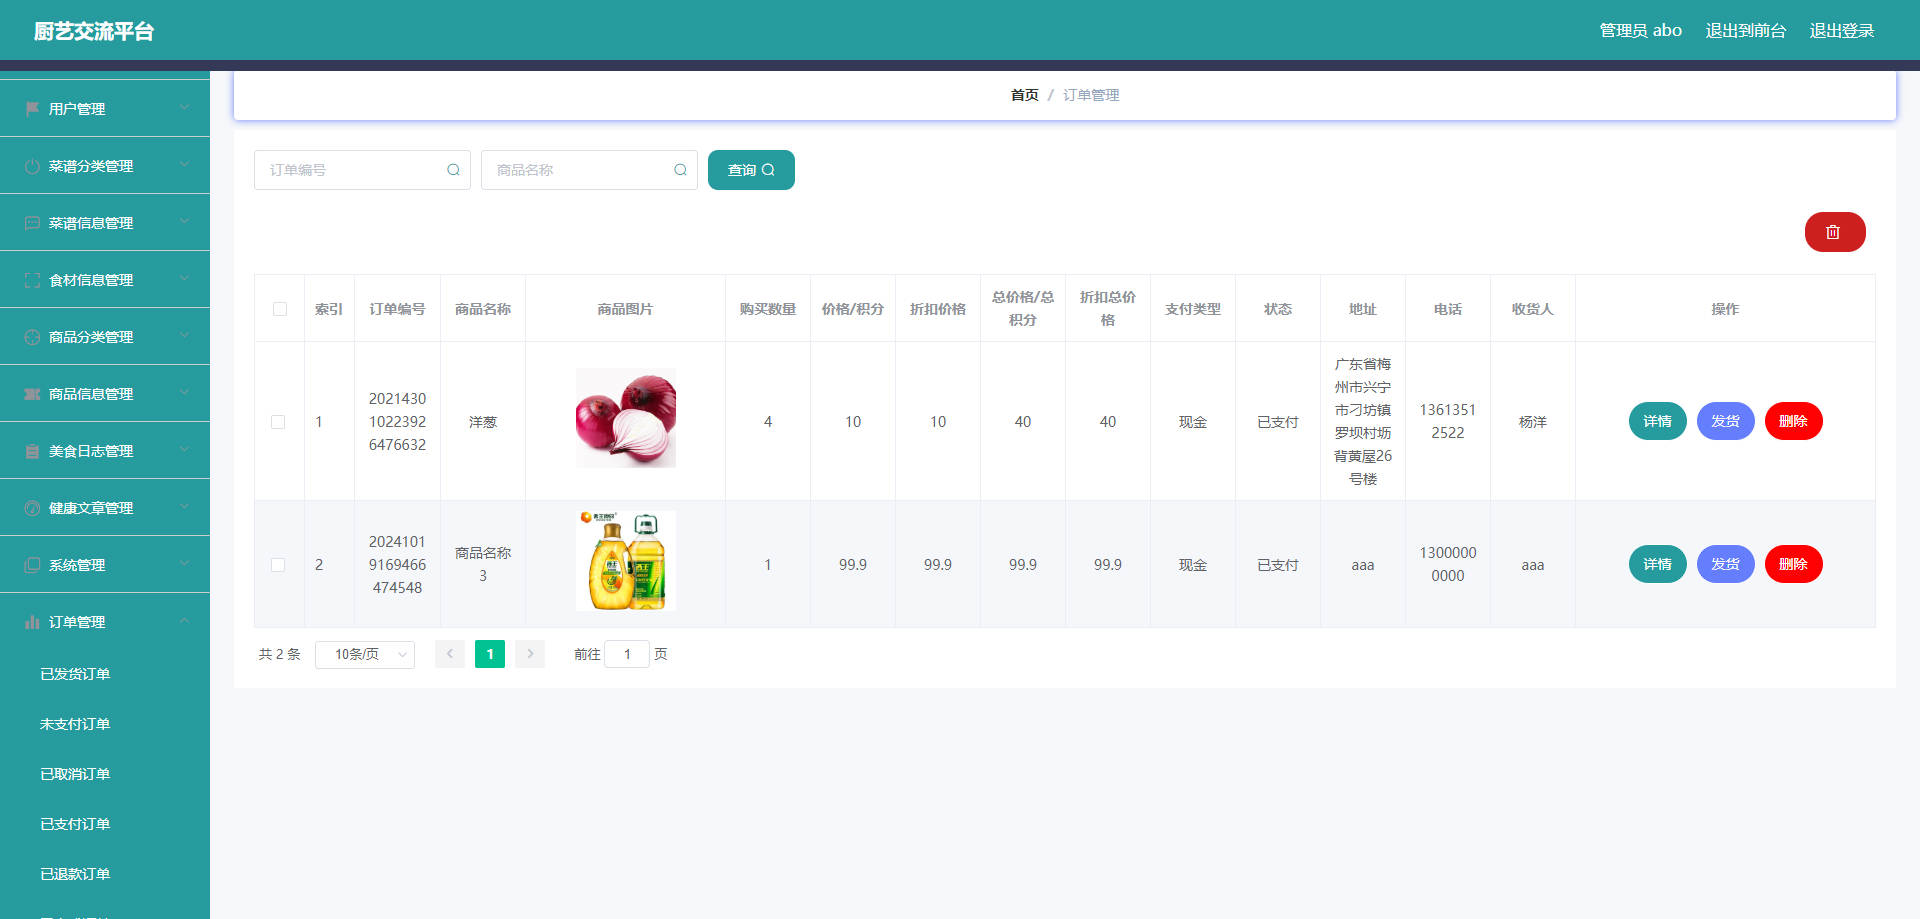 厨艺交流平台
管理员 abo
退出到前台
退出登录
用户管理
菜谱分类管理
菜谱信息管理
食材信息管理
商品分类管理
商品信息管理
美食日志管理
健康文章管理
系统管理
订单管理
已发货订单
未支付订单
已取消订单
已支付订单
已退款订单
首页 / 订单管理
订单编号
商品名称
查询
索引
订单编号
商品名称
商品图片
购买数量
价格/积分
折扣价格
总价格/总
积分
折扣总价
格
支付类型
状态
地址
电话
收货人
操作
1
2021430
1022392
6476632
洋葱
4
10
10
40
40
现金
已支付
广东省梅
州市兴宁
市刁坊镇
罗坝村坜
背黄屋26
号楼
1361351
2522
杨洋
详情
发货
删除
2
2024101
9169466
474548
商品名称
3
1
99.9
99.9
99.9
99.9
现金
已支付
aaa
1300000
0000
aaa
详情
发货
删除
共 2 条
10条/页
1
前往 1 页